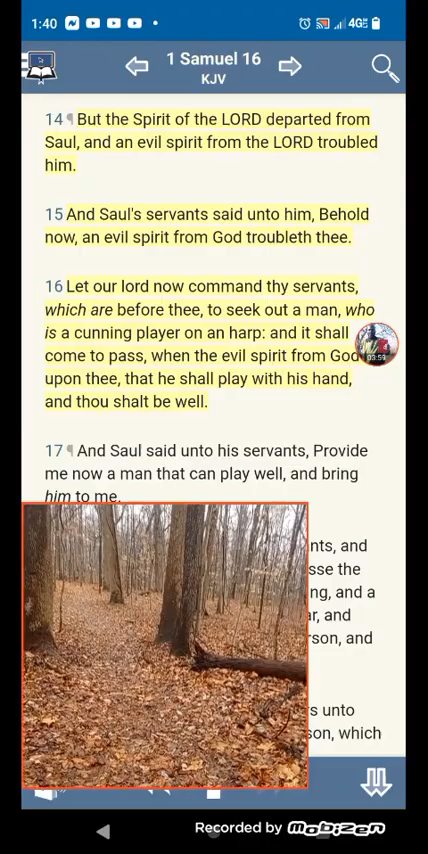 1:40
4G
1 Samuel 16
KJV
14 ¶ But the Spirit of the LORD departed from
Saul, and an evil spirit from the LORD troubled
him.
15 And Saul's servants said unto him, Behold
now, an evil spirit from God troubleth thee.
16 Let our lord now command thy servants,
which are before thee, to seek out a man, who
is a cunning player on an harp: and it shall
come to pass, when the evil spirit from God
03:59
upon thee, that he shall play with his hand,
and thou shalt be well.
17 ¶ And Saul said unto his servants, Provide
me now a man that can play well, and bring
him to me.
and
the
and a
and
and
unto
which
Recorded by Mobizen